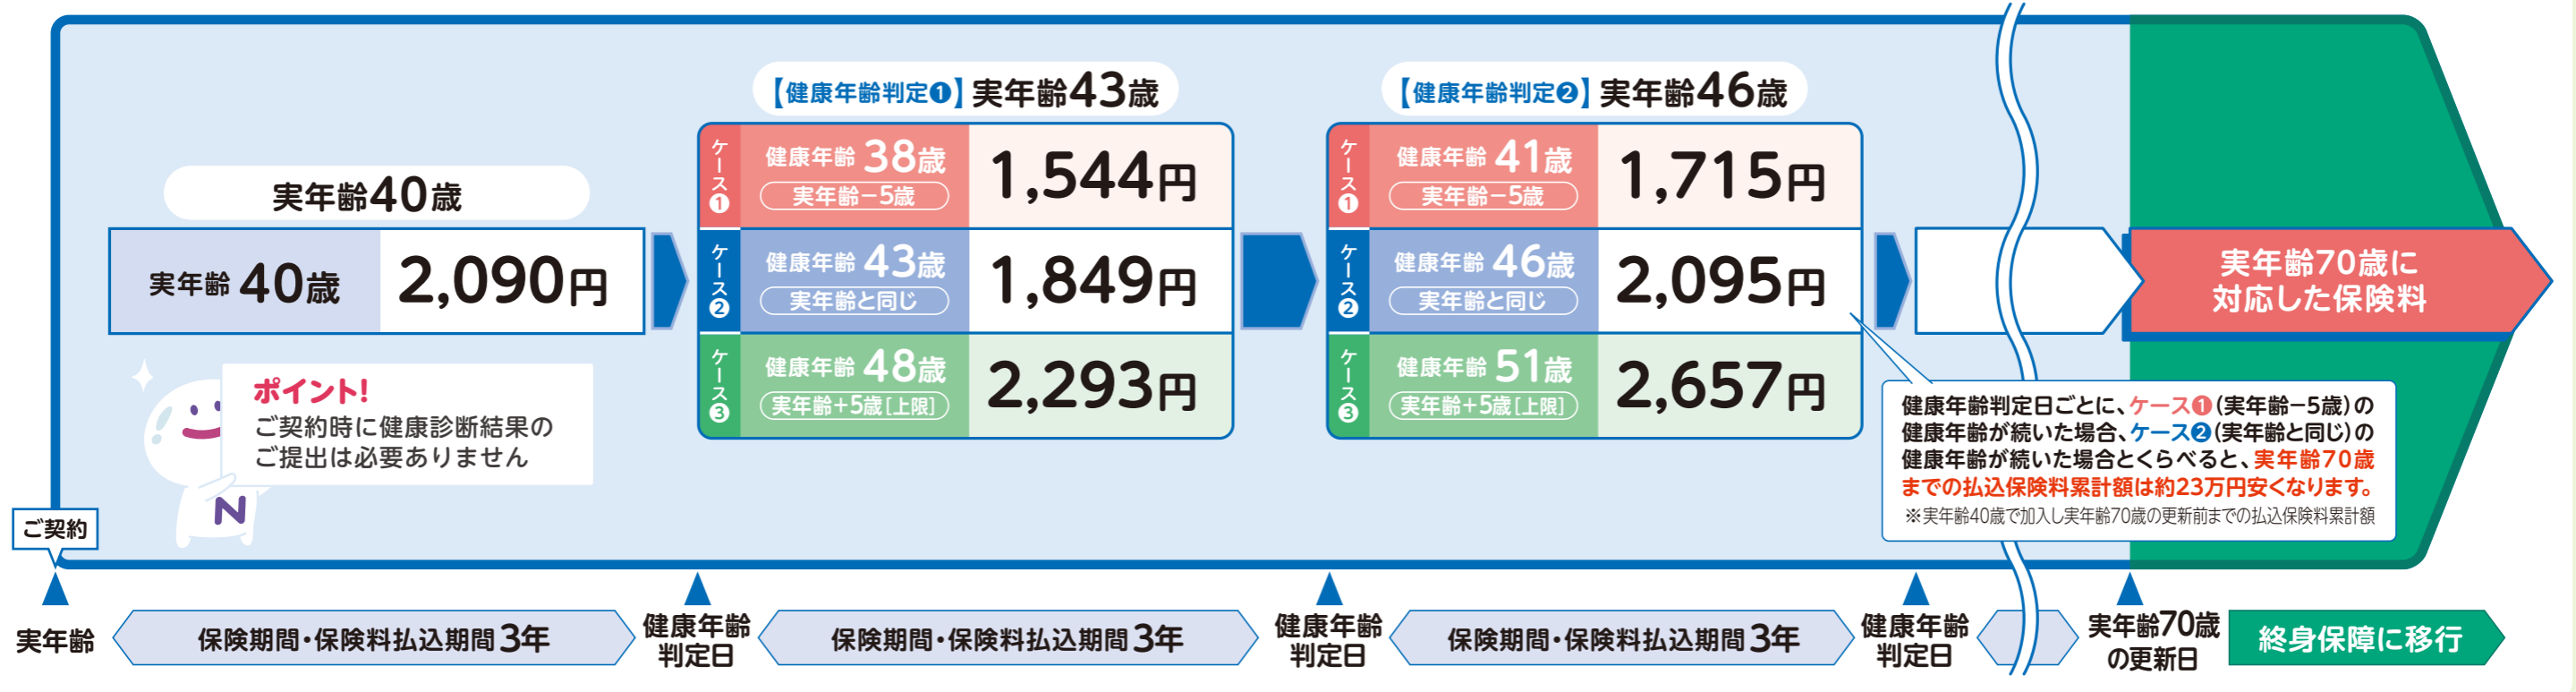 実年齢40歳
実年齢 40歳 2,090円
ポイント!
ご契約時に健康診断結果の
ご提出は必要ありません
N
【健康年齢判定❶】実年齢43歳
ケース❶
健康年齢 38歳
実年齢−5歳
1,544円
ケース❷
健康年齢 43歳
実年齢と同じ
1,849円
ケース❸
健康年齢 48歳
実年齢+5歳[上限]
2,293円
【健康年齢判定❷】実年齢46歳
ケース❶
健康年齢 41歳
実年齢−5歳
1,715円
ケース❷
健康年齢 46歳
実年齢と同じ
2,095円
ケース❸
健康年齢 51歳
実年齢+5歳[上限]
2,657円
実年齢70歳に
対応した保険料
健康年齢判定日ごとに、ケース❶(実年齢−5歳)の
健康年齢が続いた場合、ケース❷(実年齢と同じ)の
健康年齢が続いた場合とくらべると、実年齢70歳
までの払込保険料累計額は約23万円安くなります。
※実年齢40歳で加入し実年齢70歳の更新前までの払込保険料累計額
ご契約
実年齢
保険期間・保険料払込期間3年
健康年齢
判定日
保険期間・保険料払込期間3年
健康年齢
判定日
保険期間・保険料払込期間3年
健康年齢
判定日
実年齢70歳
の更新日
終身保障に移行